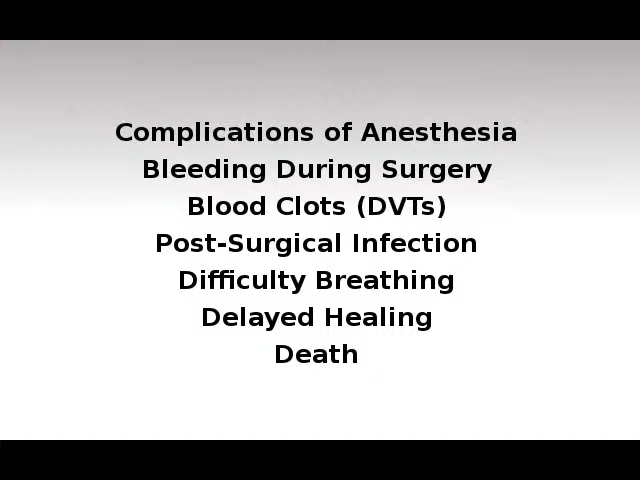 Complications of Anesthesia
Bleeding During Surgery
Blood Clots (DVTs)
Post-Surgical Infection
Difficulty Breathing
Delayed Healing
Death